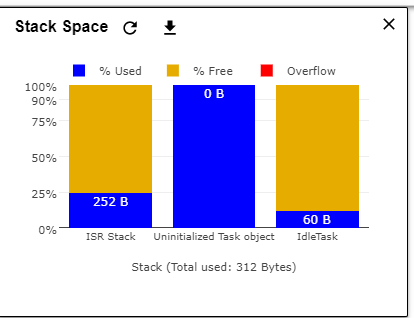 Stack Space
% Used % Free Overflow
100%
90%
75%
50%
25%
0%
0 B
252 B
60 B
ISR Stack Uninitialized Task object IdleTask
Stack (Total used: 312 Bytes)